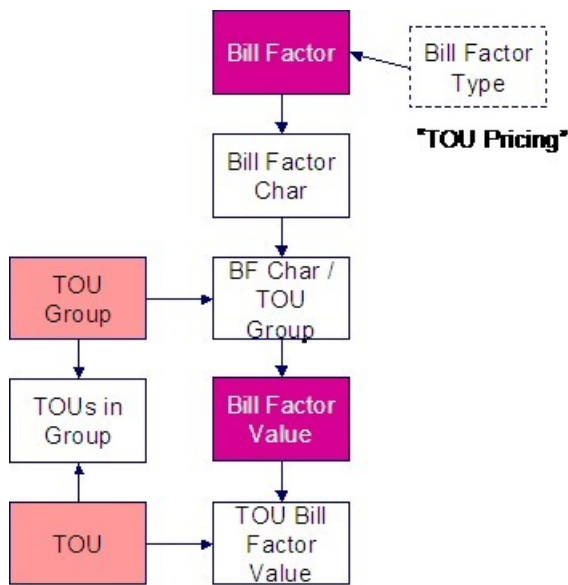 Bill Factor
Bill Factor
Type
"TOU Pricing"
Bill Factor
Char
TOU
Group
BF Char /
TOU
Group
TOUs in
Group
Bill Factor
Value
TOU
TOU Bill
Factor
Value